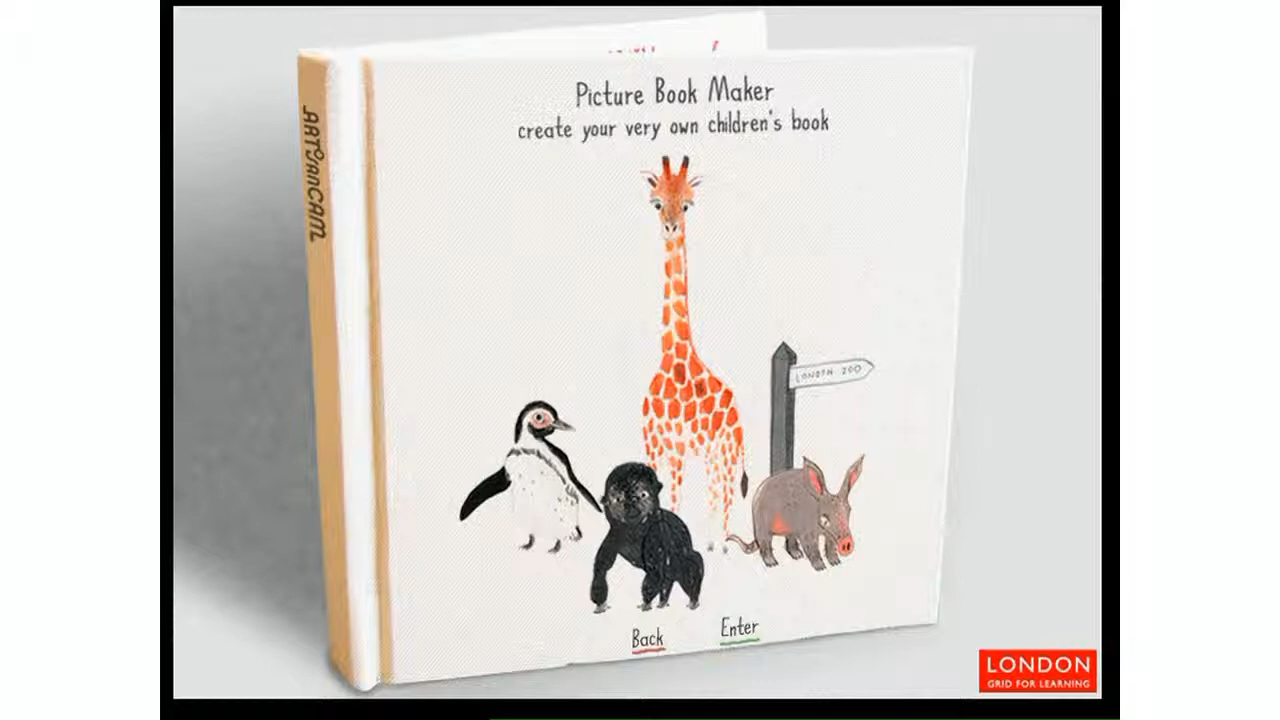 Picture Book Maker
create your very own children's book
ARTISANCAM
LONDON ZOO
Back
Enter
LONDON
GRID FOR LEARNING